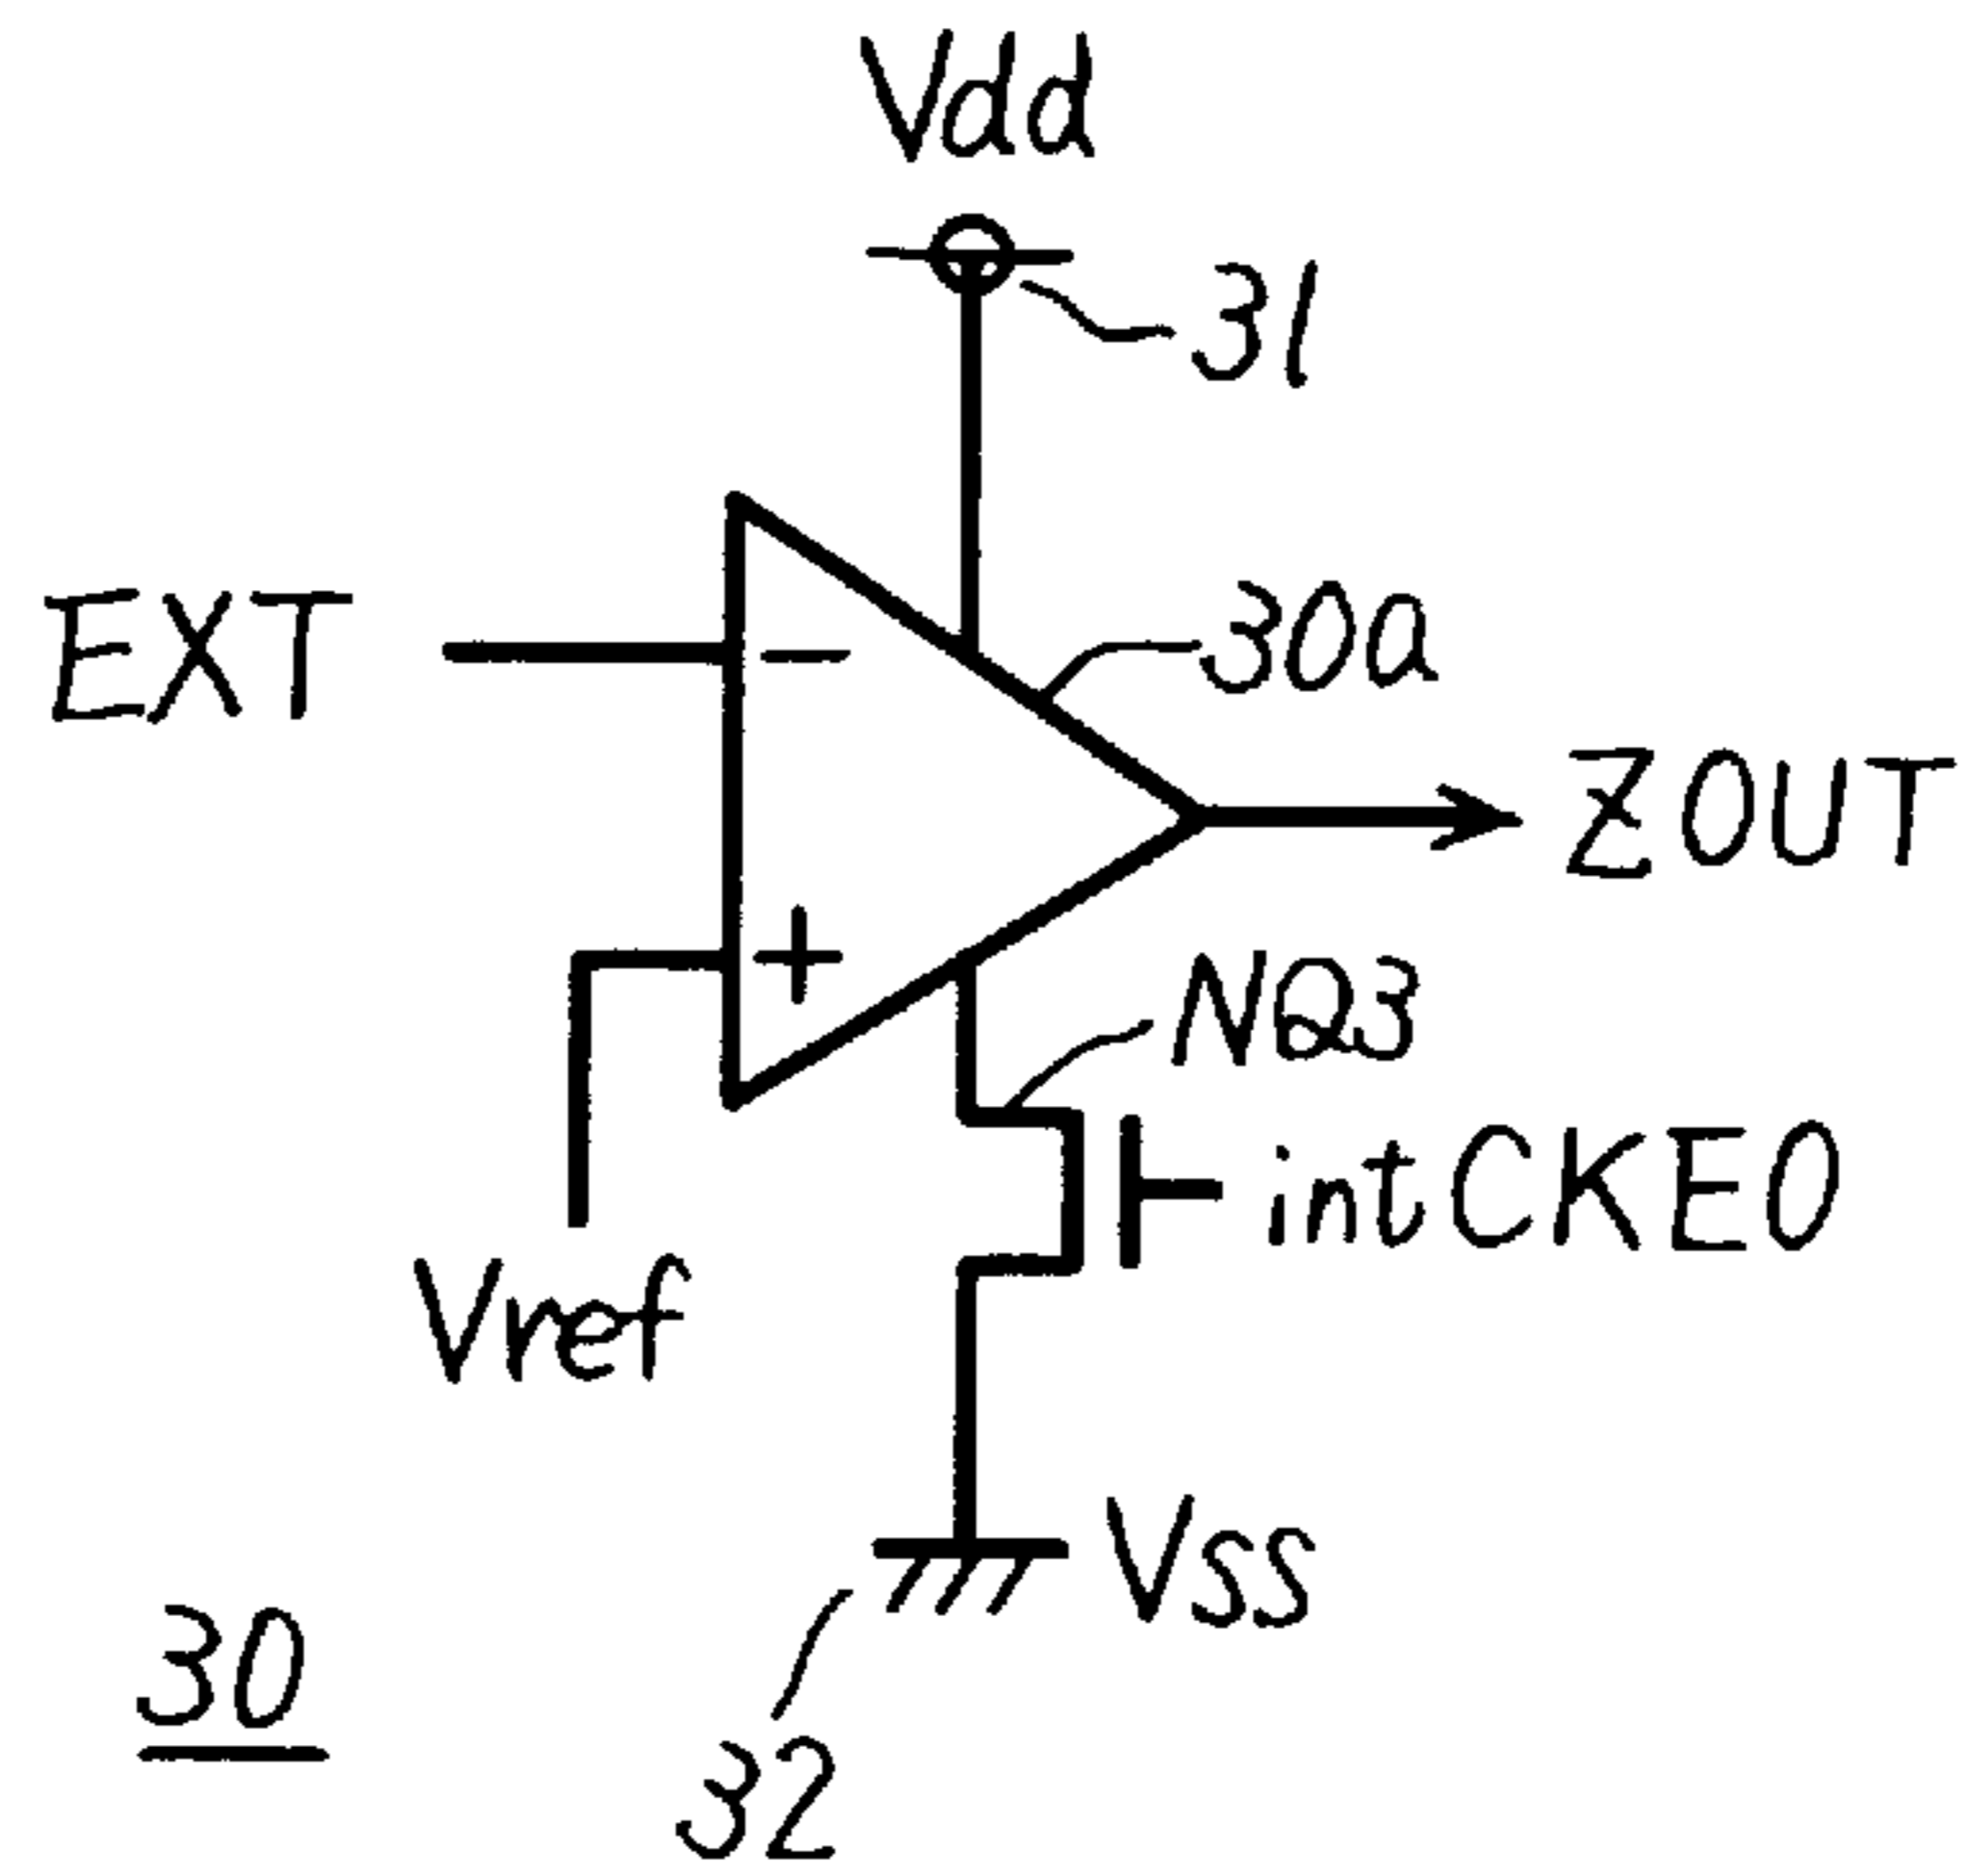 Vdd
31
EXT
−
30a
ZOUT
+
NQ3
intCKE0
Vref
Vss
30
32